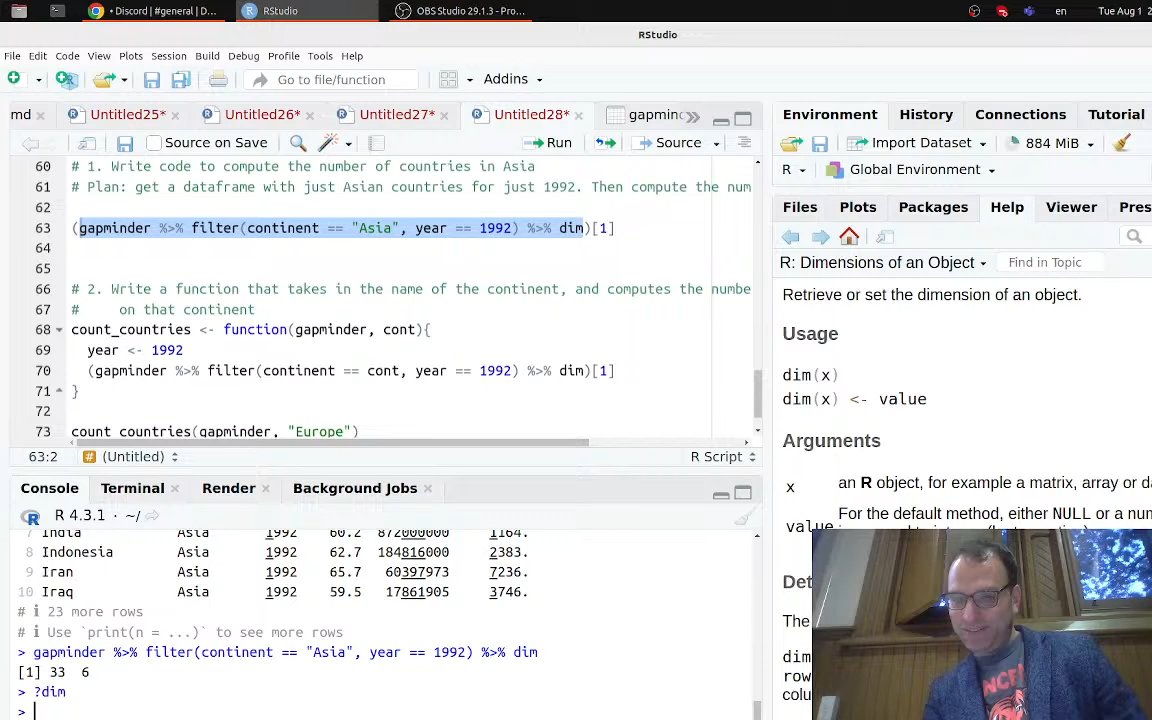 • Discord | #general | D...
RStudio
OBS Studio 29.1.3 - Pro...
en
Tue Aug 1
RStudio
File Edit Code View Plots Session Build Debug Profile Tools Help
Go to file/function
Addins
md
Untitled25*
Untitled26*
Untitled27*
Untitled28*
gapminc
Source on Save
Run
Source
60 # 1. Write code to compute the number of countries in Asia
61 # Plan: get a dataframe with just Asian countries for just 1992. Then compute the num
62
63 (gapminder %>% filter(continent == "Asia", year == 1992) %>% dim)[1]
64
65
66 # 2. Write a function that takes in the name of the continent, and computes the numbe
67 # on that continent
68 count_countries <- function(gapminder, cont){
69 year <- 1992
70 (gapminder %>% filter(continent == cont, year == 1992) %>% dim)[1]
71 }
72
73 count_countries(gapminder, "Europe")
63:2
# (Untitled)
R Script
Console Terminal Render Background Jobs
R 4.3.1 · ~/
7 India Asia 1992 60.2 872000000 1164.
8 Indonesia Asia 1992 62.7 184816000 2383.
9 Iran Asia 1992 65.7 60397973 7236.
10 Iraq Asia 1992 59.5 17861905 3746.
# ℹ 23 more rows
# ℹ Use `print(n = ...)` to see more rows
> gapminder %>% filter(continent == "Asia", year == 1992) %>% dim
[1] 33 6
> ?dim
>
Environment History Connections Tutorial
Import Dataset
884 MiB
R
Global Environment
Files Plots Packages Help Viewer Pres
R: Dimensions of an Object
Find in Topic
Retrieve or set the dimension of an object.
Usage
dim(x)
dim(x) <- value
Arguments
x an R object, for example a matrix, array or da
value For the default method, either NULL or a num
Det
The
dim
row
colu